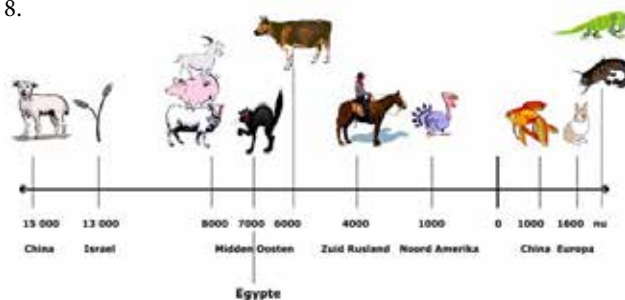 8.
15 000 13 000 8000 7000 6000 4000 1000 0 1000 1600 nu
China Israel Midden Oosten Zuid Rusland Noord Amerika China Europa
Egypte